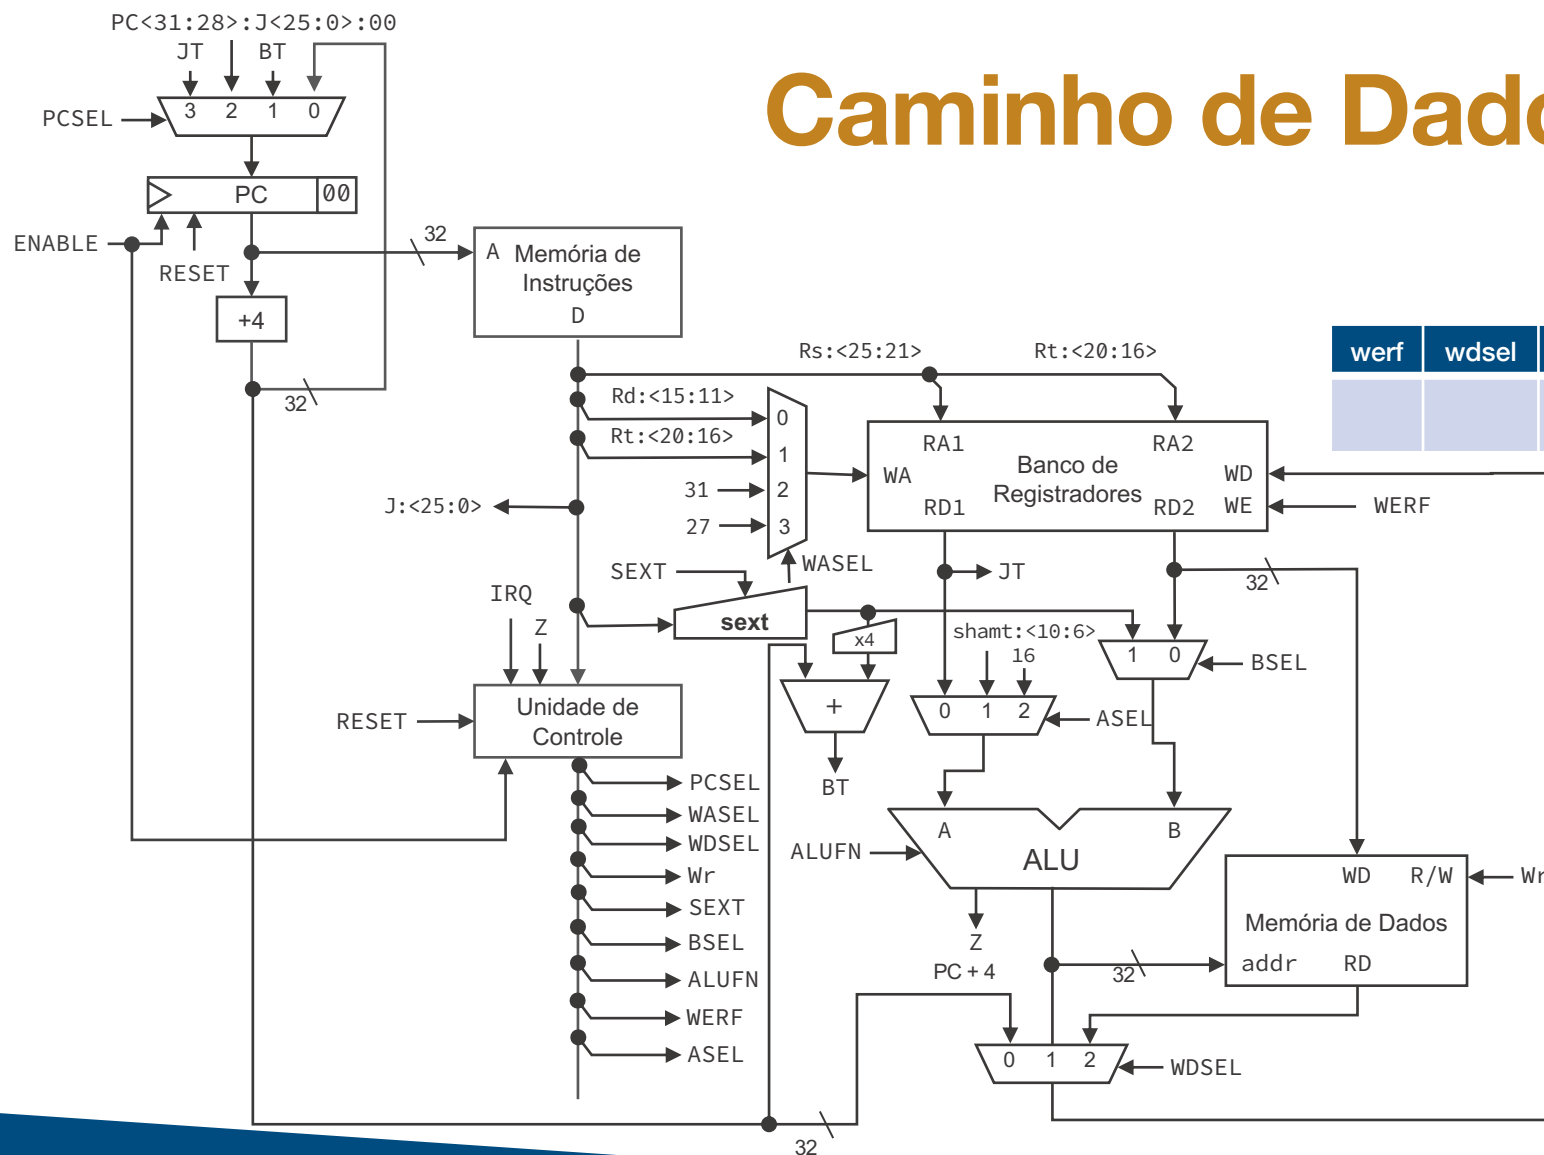 PC<31:28>:J<25:0>:00
JT
BT
3 2 1 0
PCSEL
Caminho de Dado
PC
00
ENABLE
RESET
32
A
Memória de
Instruções
D
+4
32
Rs:<25:21>
Rt:<20:16>
werf
wdsel
Rd:<15:11>
0
Rt:<20:16>
1
31
2
27
3
WASEL
J:<25:0>
RA1
RA2
WA
Banco de
Registradores
WD
RD1
RD2
WE
WERF
JT
32
SEXT
sext
IRQ
Z
x4
shamt:<10:6>
16
1 0
BSEL
RESET
Unidade de
Controle
+
0 1 2
ASEL
BT
PCSEL
WASEL
WDSEL
Wr
SEXT
BSEL
ALUFN
WERF
ASEL
ALUFN
A
B
ALU
Z
PC + 4
32
WD
R/W
Wr
Memória de Dados
addr
RD
0 1 2
WDSEL
32